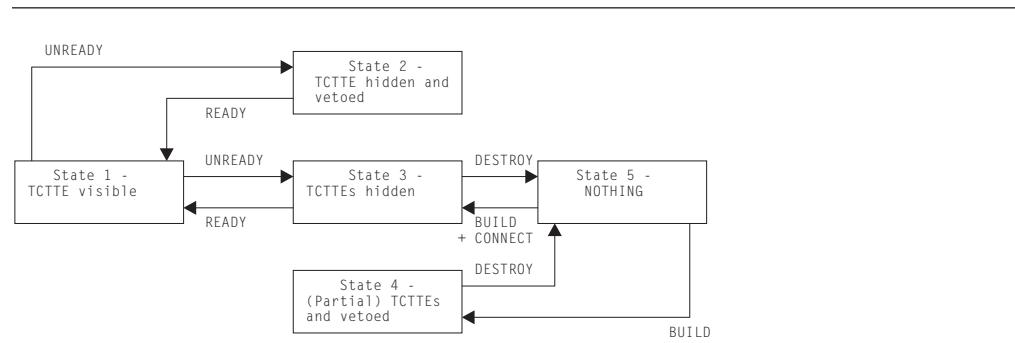 UNREADY
State 2 -
TCTTE hidden and
vetoed
READY
State 1 -
TCTTE visible
UNREADY
READY
State 3 -
TCTTEs hidden
DESTROY
BUILD
+ CONNECT
State 5 -
NOTHING
State 4 -
(Partial) TCTTEs
and vetoed
DESTROY
BUILD